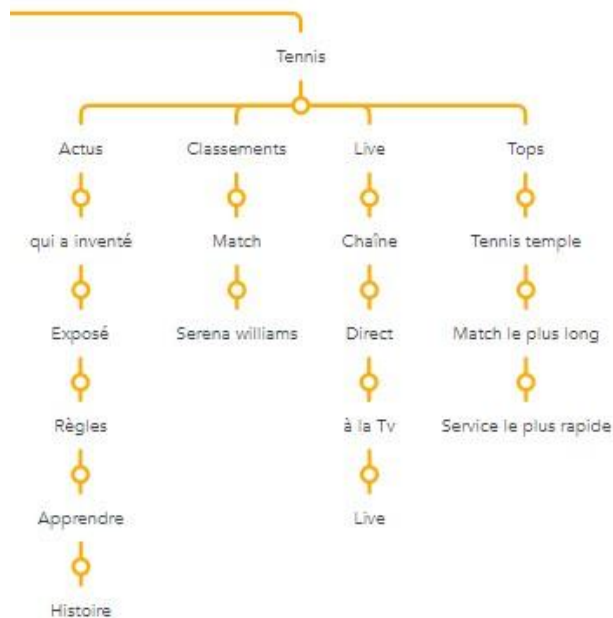 Tennis
Actus
Classements
Live
Tops
qui a inventé
Match
Chaîne
Tennis temple
Exposé
Serena williams
Direct
Match le plus long
Règles
à la Tv
Service le plus rapide
Apprendre
Live
Histoire